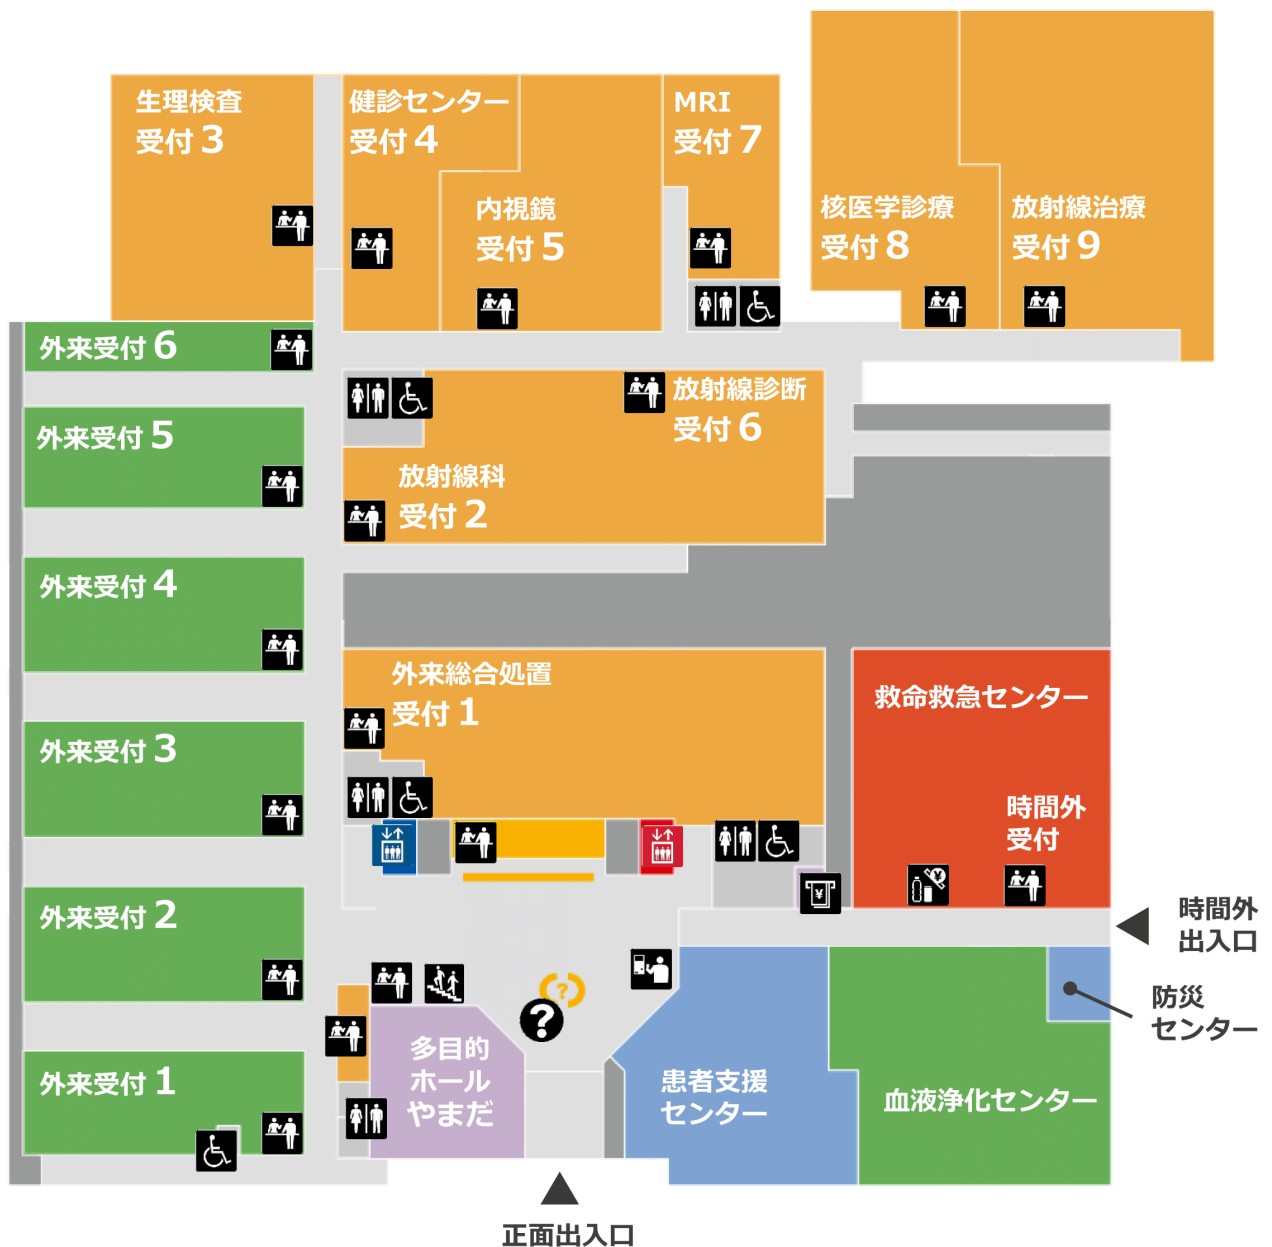 生理検査
受付 3
健診センター
受付 4
内視鏡
受付 5
MRI
受付 7
核医学診療
受付 8
放射線治療
受付 9
外来受付 6
放射線診断
受付 6
外来受付 5
放射線科
受付 2
外来受付 4
外来総合処置
受付 1
救命救急センター
外来受付 3
時間外
受付
¥
¥
外来受付 2
時間外
出入口
?
?
防災
センター
多目的
ホール
やまだ
患者支援
センター
血液浄化センター
外来受付 1
正面出入口